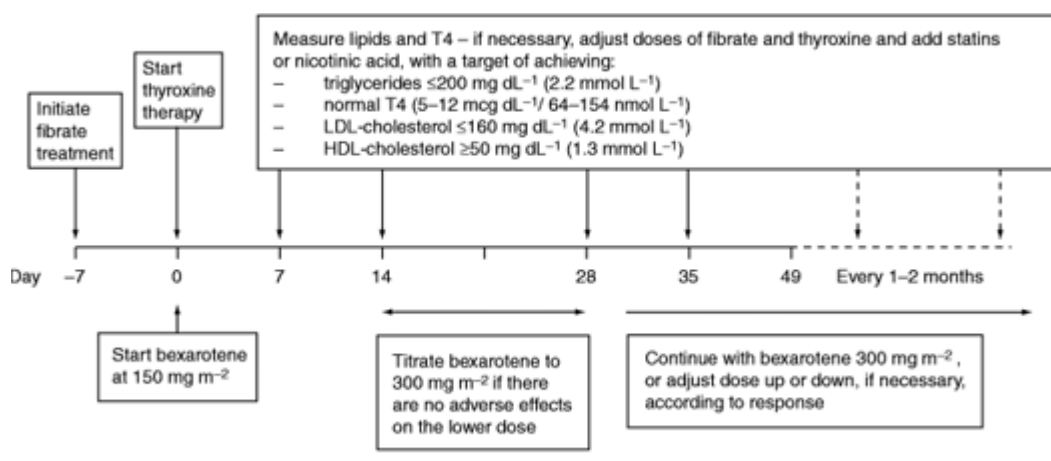 Measure lipids and T4 – if necessary, adjust doses of fibrate and thyroxine and add statins
or nicotinic acid, with a target of achieving:
– triglycerides ≤200 mg dL⁻¹ (2.2 mmol L⁻¹)
– normal T4 (5–12 mcg dL⁻¹/ 64–154 nmol L⁻¹)
– LDL-cholesterol ≤160 mg dL⁻¹ (4.2 mmol L⁻¹)
– HDL-cholesterol ≥50 mg dL⁻¹ (1.3 mmol L⁻¹)
Start
thyroxine
therapy
Initiate
fibrate
treatment
Day –7 0 7 14 28 35 49 Every 1–2 months
Start bexarotene
at 150 mg m⁻²
Titrate bexarotene to
300 mg m⁻² if there
are no adverse effects
on the lower dose
Continue with bexarotene 300 mg m⁻² ,
or adjust dose up or down, if necessary,
according to response